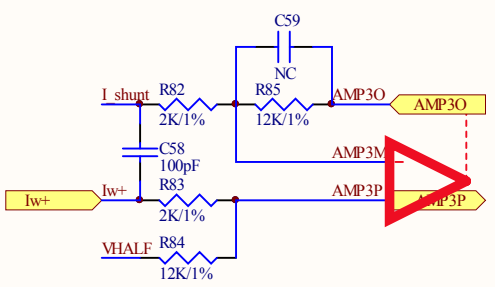 C59
NC
I_shunt
R82
2K/1%
R85
12K/1%
AMP3O
AMP3O
C58
100pF
AMP3M
Iw+
Iw+
R83
2K/1%
AMP3P
AMP3P
VHALF
R84
12K/1%